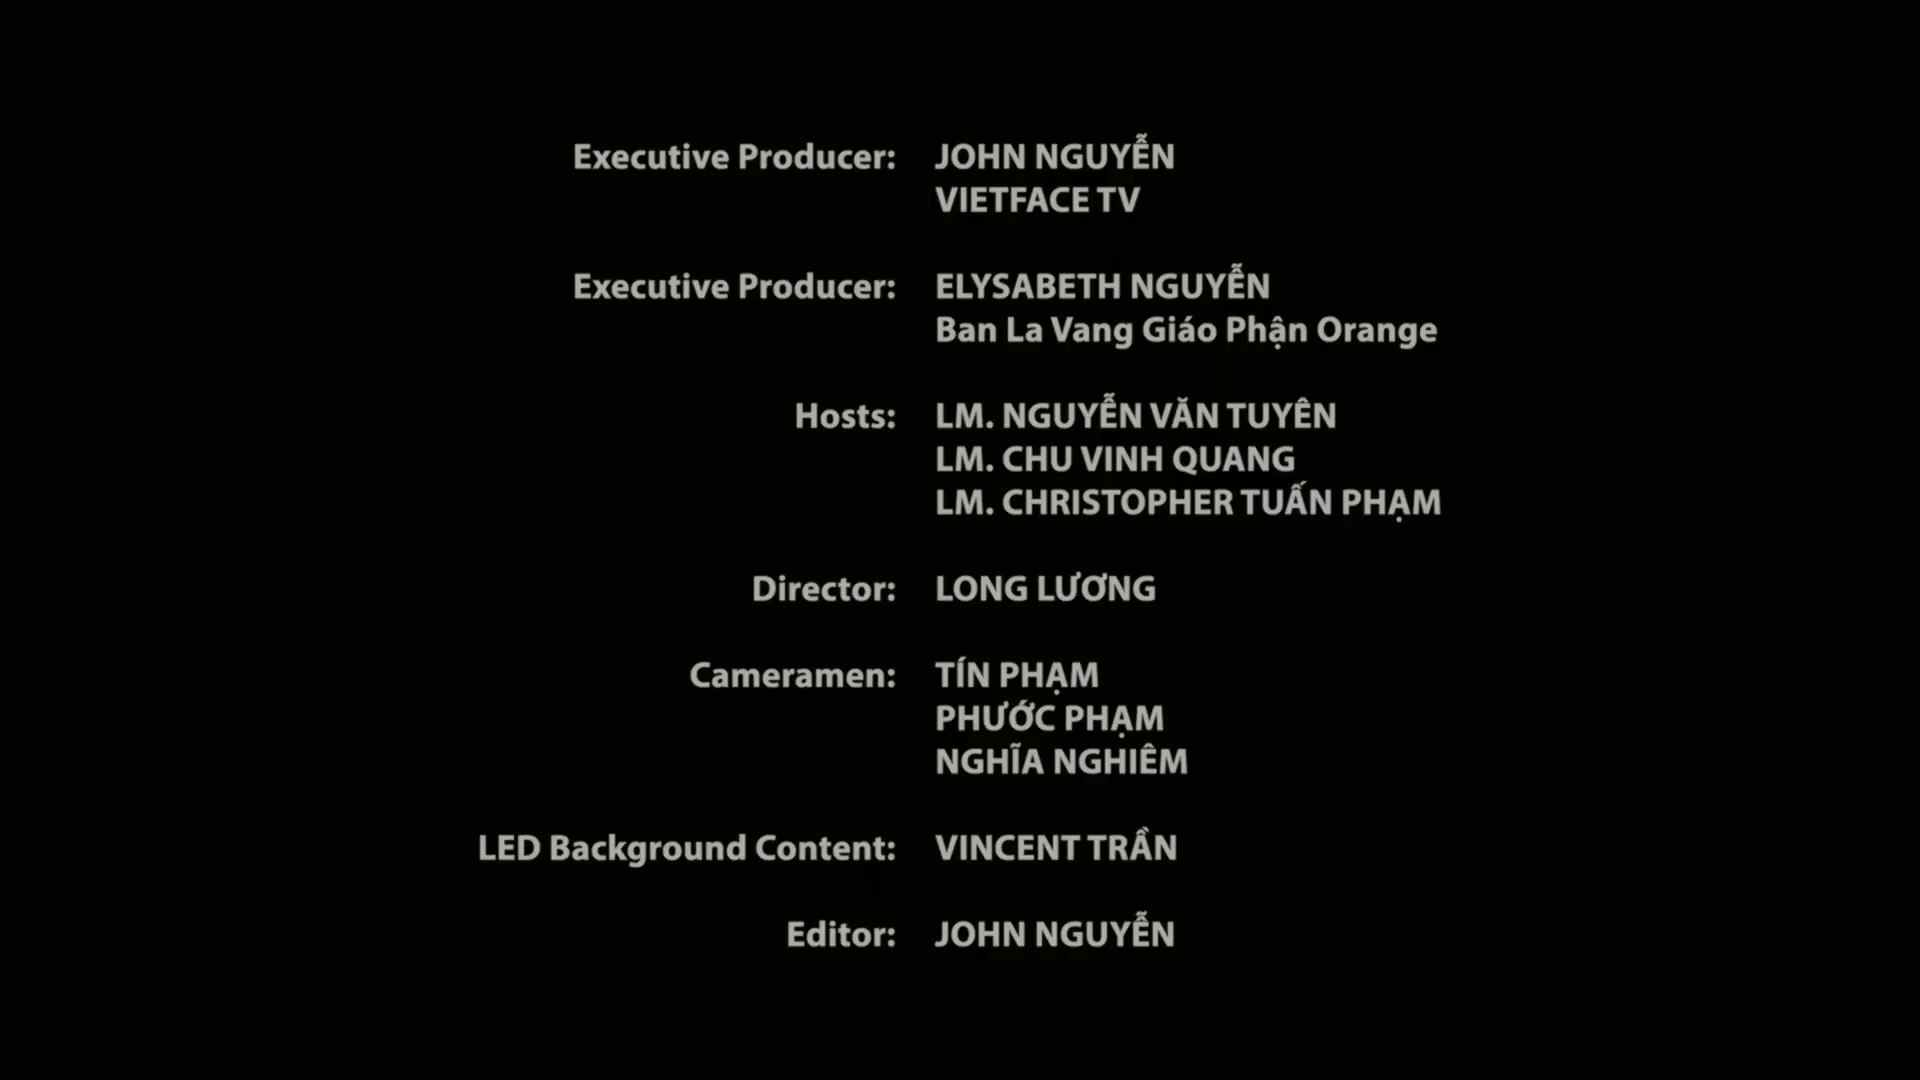 Executive Producer: JOHN NGUYỄN
VIETFACE TV
Executive Producer: ELYSABETH NGUYỄN
Ban La Vang Giáo Phận Orange
Hosts: LM. NGUYỄN VĂN TUYÊN
LM. CHU VINH QUANG
LM. CHRISTOPHER TUẤN PHẠM
Director: LONG LƯƠNG
Cameramen: TÍN PHẠM
PHƯỚC PHẠM
NGHĨA NGHIÊM
LED Background Content: VINCENT TRẦN
Editor: JOHN NGUYỄN